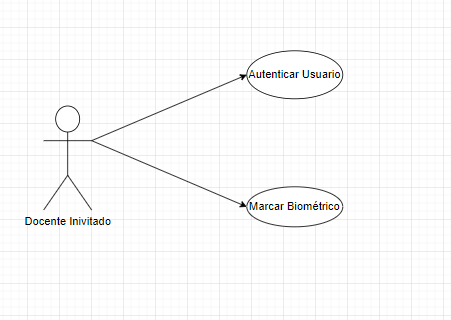 Autenticar Usuario
Docente Inivitado
Marcar Biométrico